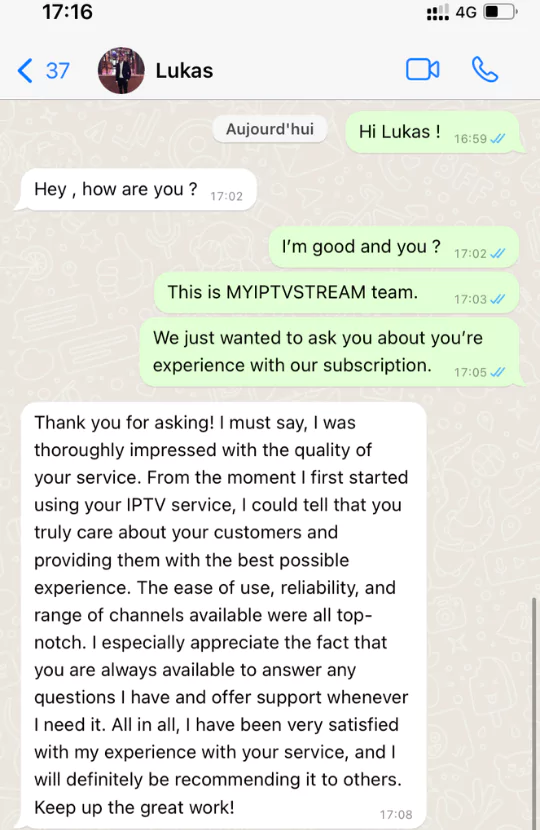 17:16
4G
37
Lukas
Aujourd'hui
Hi Lukas !
16:59
Hey , how are you ?
17:02
I'm good and you ?
17:02
This is MYIPTVSTREAM team.
17:03
We just wanted to ask you about you're
experience with our subscription.
17:05
Thank you for asking! I must say, I was
thoroughly impressed with the quality of
your service. From the moment I first started
using your IPTV service, I could tell that you
truly care about your customers and
providing them with the best possible
experience. The ease of use, reliability, and
range of channels available were all top-
notch. I especially appreciate the fact that
you are always available to answer any
questions I have and offer support whenever
I need it. All in all, I have been very satisfied
with my experience with your service, and I
will definitely be recommending it to others.
Keep up the great work!
17:08